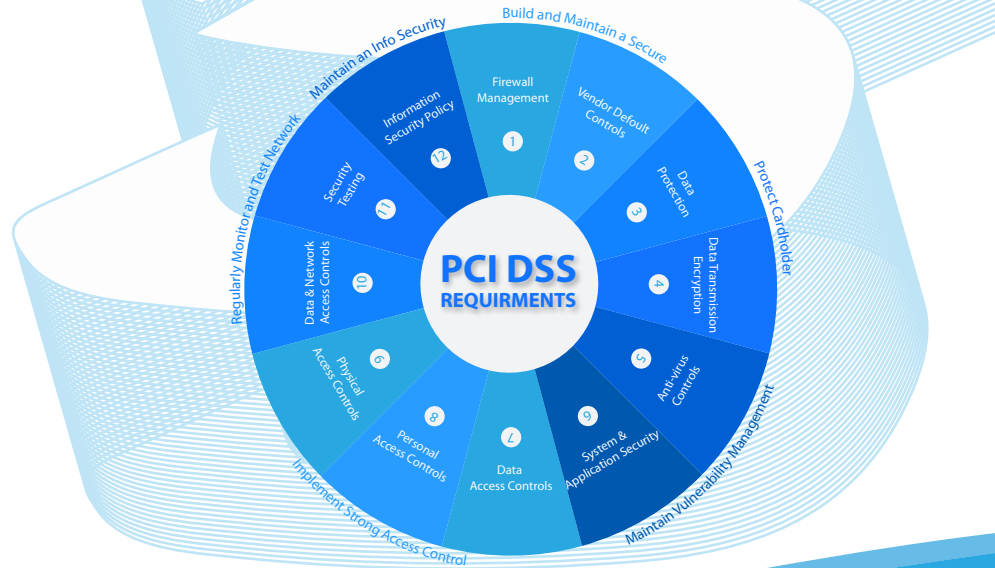 PCI DSS
REQUIRMENTS
Build and Maintain a Secure
Firewall
Management
1
Vendor Default
Controls
2
Protect Cardholder
Data
Protection
3
Data Transmission
Encryption
4
Maintain Vulnerability Management
Anti-virus
Controls
5
System &
Application Security
6
Implement Strong Access Control
Data
Access Controls
7
Personal
Access Controls
8
Physical
Access Controls
9
Regularly Monitor and Test Network
Data & Network
Access Controls
10
Security
Testing
11
Maintain an Info Security
Information
Security Policy
12